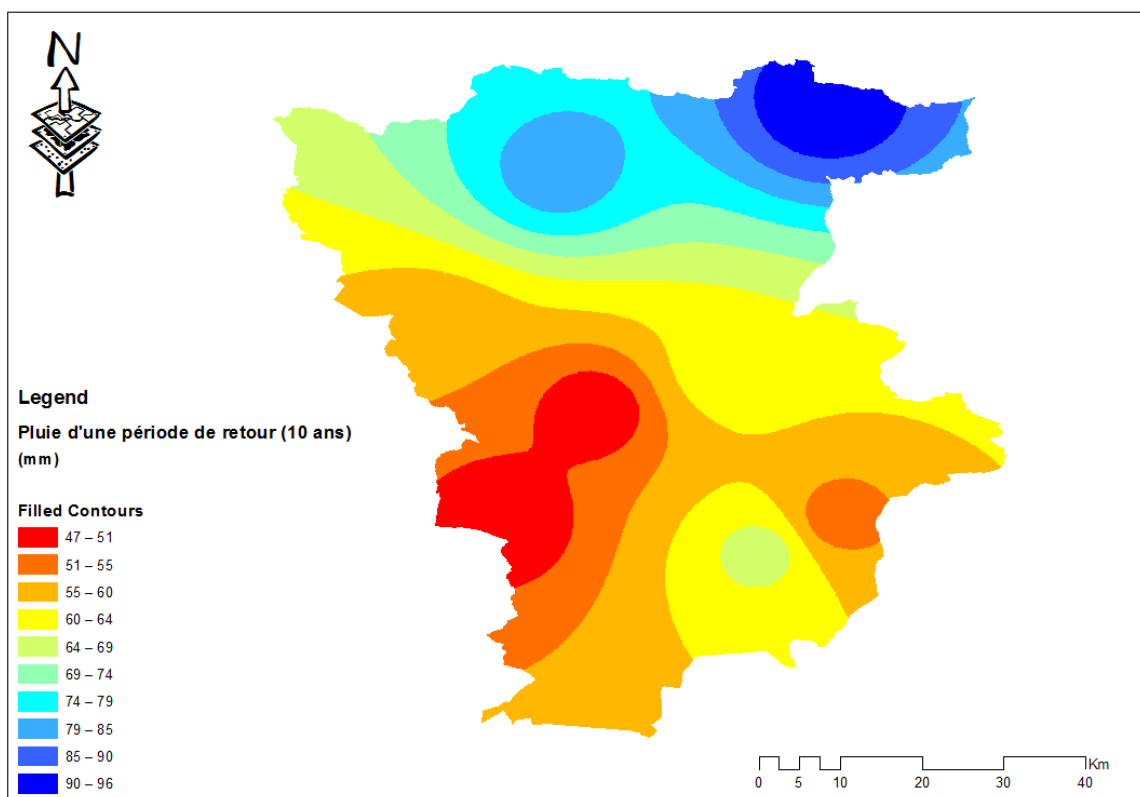 N
Legend
Pluie d'une période de retour (10 ans)
(mm)
Filled Contours
47 – 51
51 – 55
55 – 60
60 – 64
64 – 69
69 – 74
74 – 79
79 – 85
85 – 90
90 – 96
Km
0 5 10 20 30 40